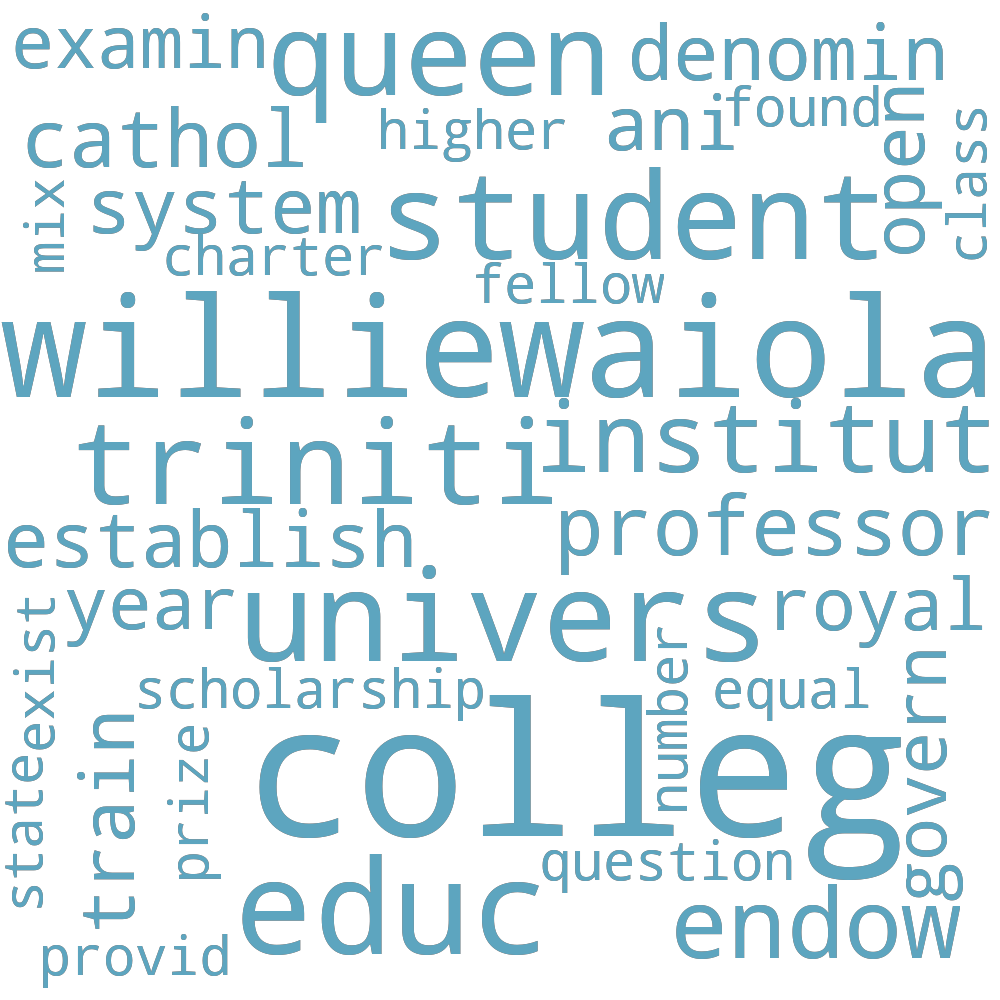 examin queen denomin
cathol higher ani found open class
mix system student
charter fellow
williewaiola
triniti institut
establish professor
year univers royal
exist scholarship number equal govern
state train prize colleg
question
educ endow
provid